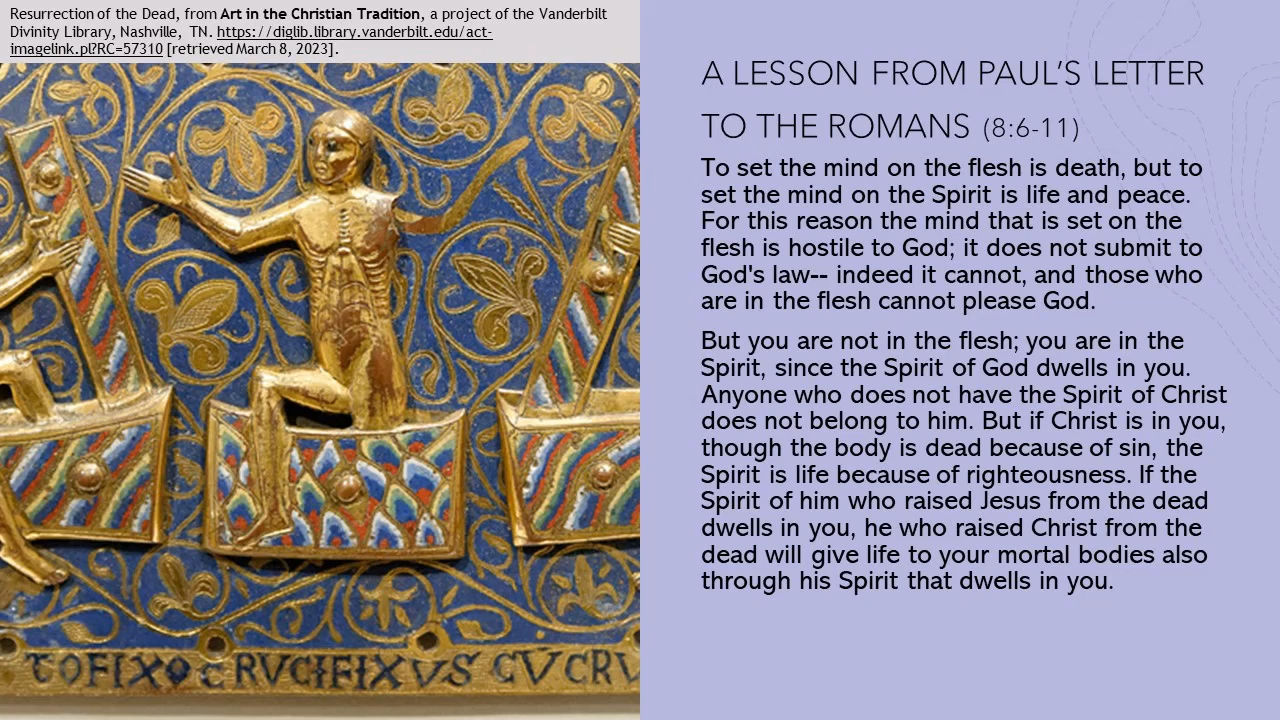 Resurrection of the Dead, from Art in the Christian Tradition, a project of the Vanderbilt
Divinity Library, Nashville, TN. https://diglib.library.vanderbilt.edu/act-
imagelink.pl?RC=57310 [retrieved March 8, 2023].
TOFIXO CRVCIFIXVS CVCRV
A LESSON FROM PAUL’S LETTER
TO THE ROMANS (8:6-11)
To set the mind on the flesh is death, but to
set the mind on the Spirit is life and peace.
For this reason the mind that is set on the
flesh is hostile to God; it does not submit to
God's law-- indeed it cannot, and those who
are in the flesh cannot please God.
But you are not in the flesh; you are in the
Spirit, since the Spirit of God dwells in you.
Anyone who does not have the Spirit of Christ
does not belong to him. But if Christ is in you,
though the body is dead because of sin, the
Spirit is life because of righteousness. If the
Spirit of him who raised Jesus from the dead
dwells in you, he who raised Christ from the
dead will give life to your mortal bodies also
through his Spirit that dwells in you.